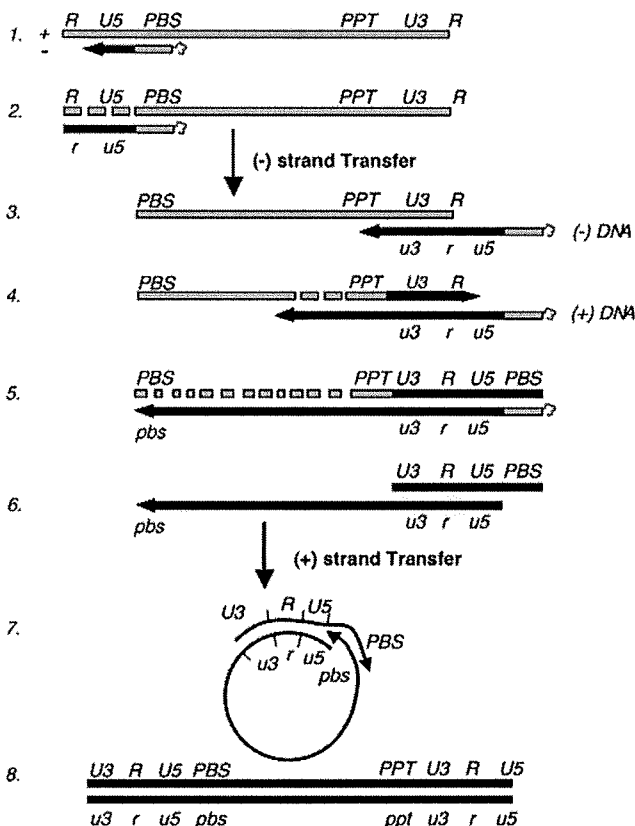 R U5 PBS PPT U3 R
1. +
-
R U5 PBS PPT U3 R
2.
r u5
(-) strand Transfer
PBS PPT U3 R
3.
(-) DNA
u3 r u5
PPT U3 R
4. PBS
(+) DNA
u3 r u5
PBS PPT U3 R U5 PBS
5.
pbs u3 r u5
U3 R U5 PBS
6.
pbs u3 r u5
(+) strand Transfer
U3 R U5
7.
PBS
u3 r u5
pbs
8.
U3 R U5 PBS PPT U3 R U5
u3 r u5 pbs ppt u3 r u5